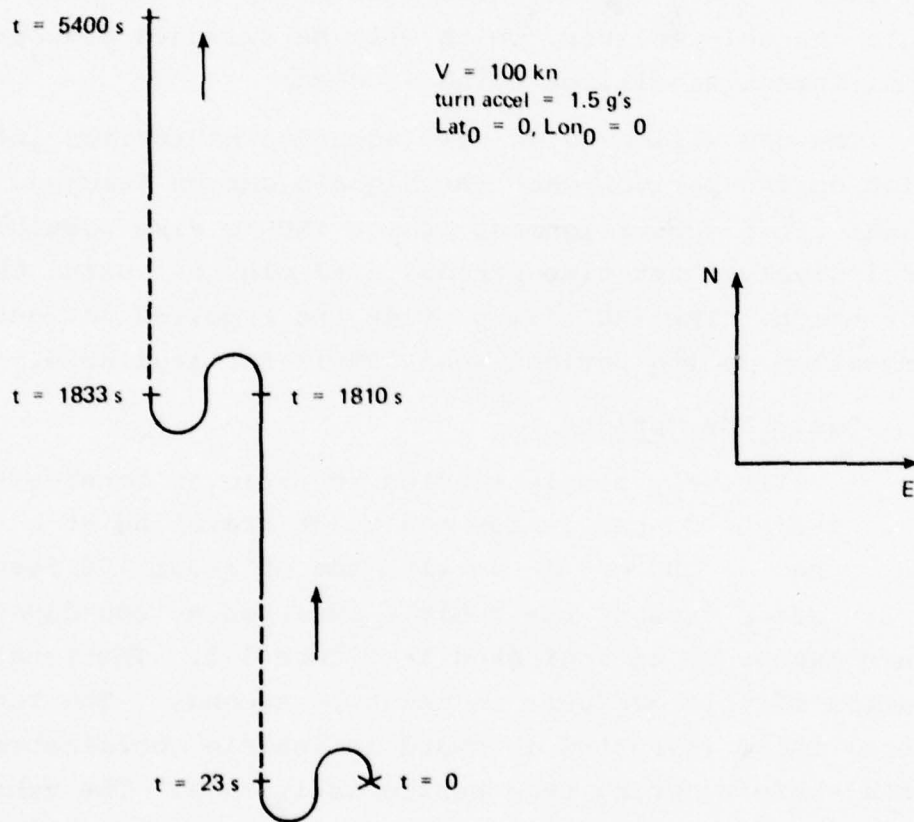 t = 5400 s
V = 100 kn
turn accel = 1.5 g's
Lat0 = 0, Lon0 = 0
N
t = 1833 s
t = 1810 s
E
t = 23 s
t = 0